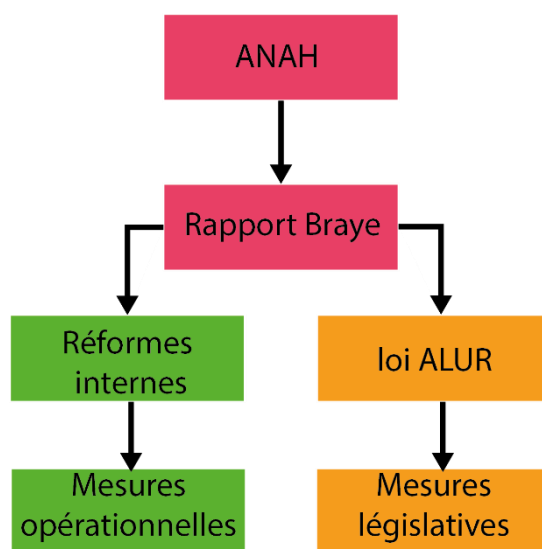 ANAH
Rapport Braye
Réformes
internes
loi ALUR
Mesures
opérationnelles
Mesures
législatives